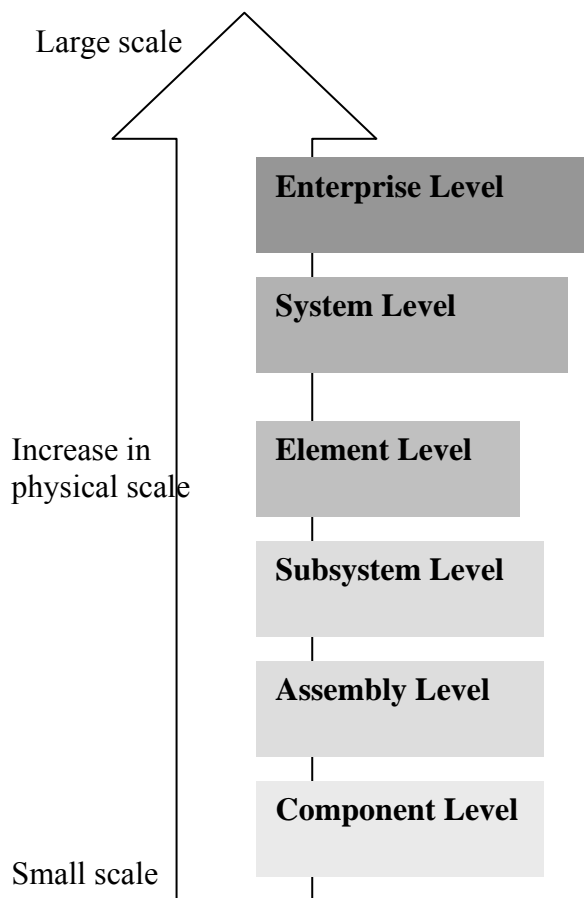 Large scale
Enterprise Level
System Level
Increase in
physical scale
Element Level
Subsystem Level
Assembly Level
Component Level
Small scale